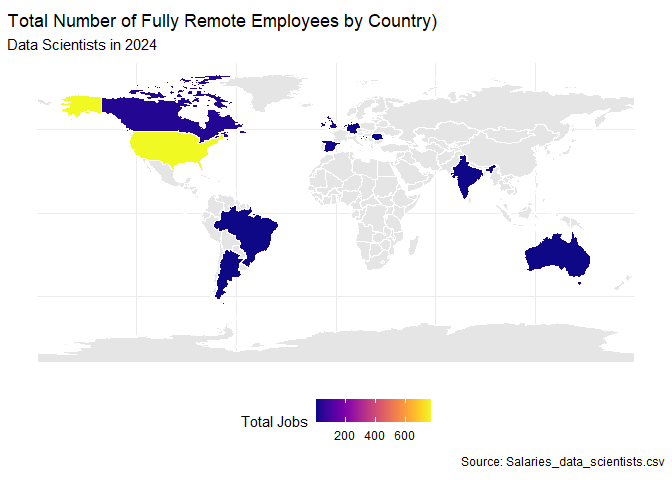 Total Number of Fully Remote Employees by Country)
Data Scientists in 2024
Total Jobs
200 400 600
Source: Salaries_data_scientists.csv